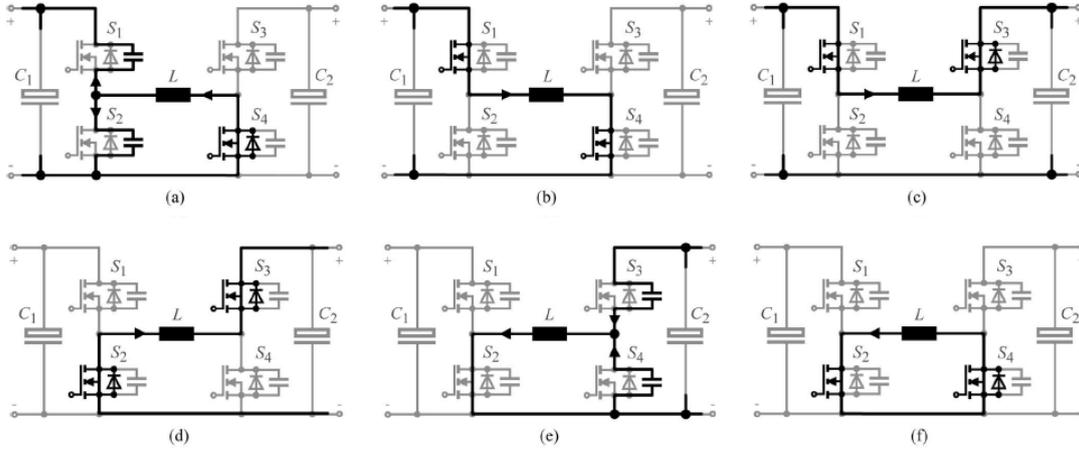 + S1 S3 +
C1 L C2
S2 S4
- -
(a)
+ S1 S3 +
C1 L C2
S2 S4
- -
(b)
+ S1 S3 +
C1 L C2
S2 S4
- -
(c)
+ S1 S3 +
C1 L C2
S2 S4
- -
(d)
+ S1 S3 +
C1 L C2
S2 S4
- -
(e)
+ S1 S3 +
C1 L C2
S2 S4
- -
(f)